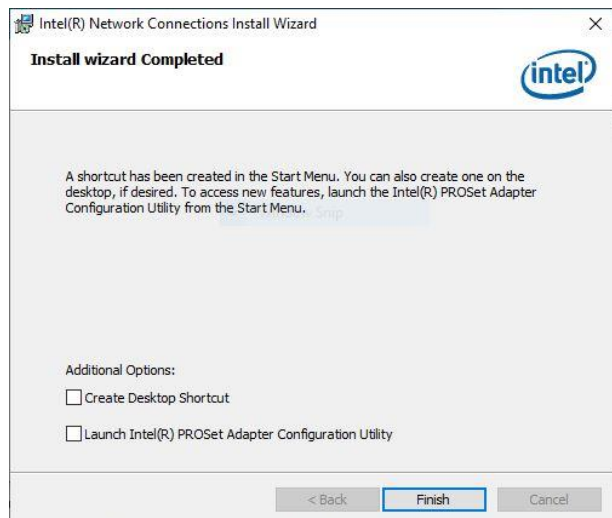 Intel(R) Network Connections Install Wizard
Install wizard Completed
intel
A shortcut has been created in the Start Menu. You can also create one on the
desktop, if desired. To access new features, launch the Intel(R) PROSet Adapter
Configuration Utility from the Start Menu.
Snip
Additional Options:
Create Desktop Shortcut
Launch Intel(R) PROSet Adapter Configuration Utility
< Back
Finish
Cancel